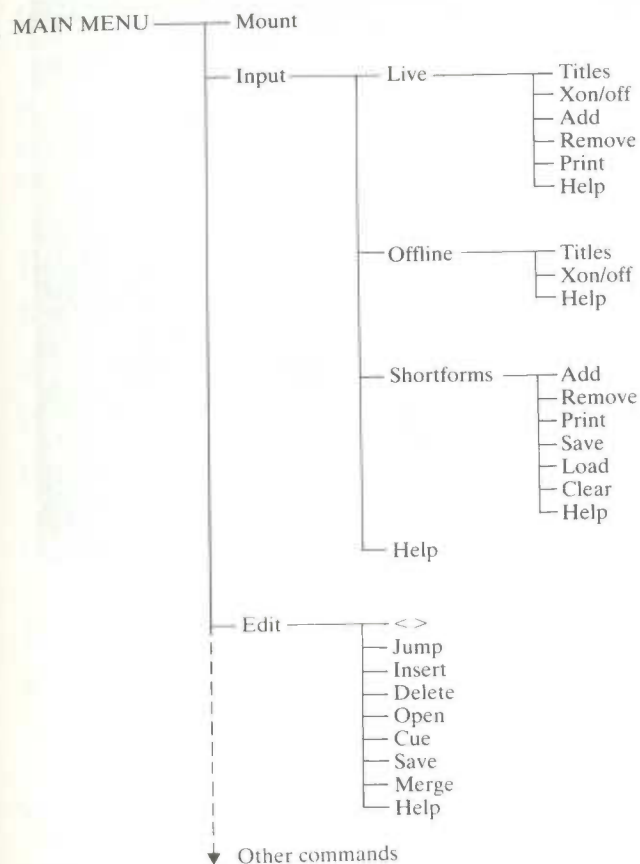 MAIN MENU
Mount
Input
Live
Titles
Xon/off
Add
Remove
Print
Help
Offline
Titles
Xon/off
Help
Shortforms
Add
Remove
Print
Save
Load
Clear
Help
Help
Edit
< >
Jump
Insert
Delete
Open
Cue
Save
Merge
Help
Other commands